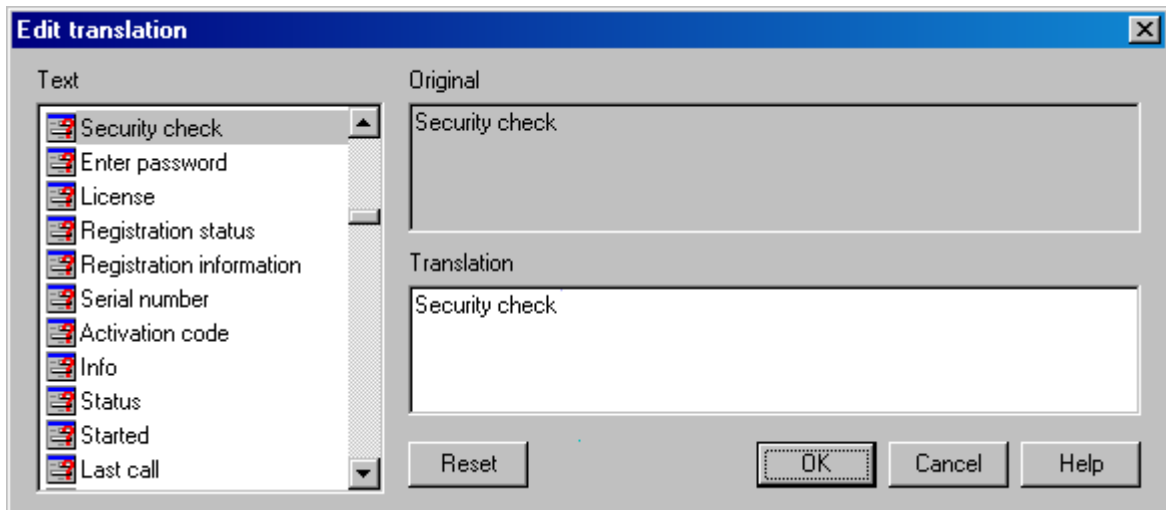 Edit translation
Text
Security check
Enter password
License
Registration status
Registration information
Serial number
Activation code
Info
Status
Started
Last call
Original
Security check
Translation
Security check
Reset
OK
Cancel
Help